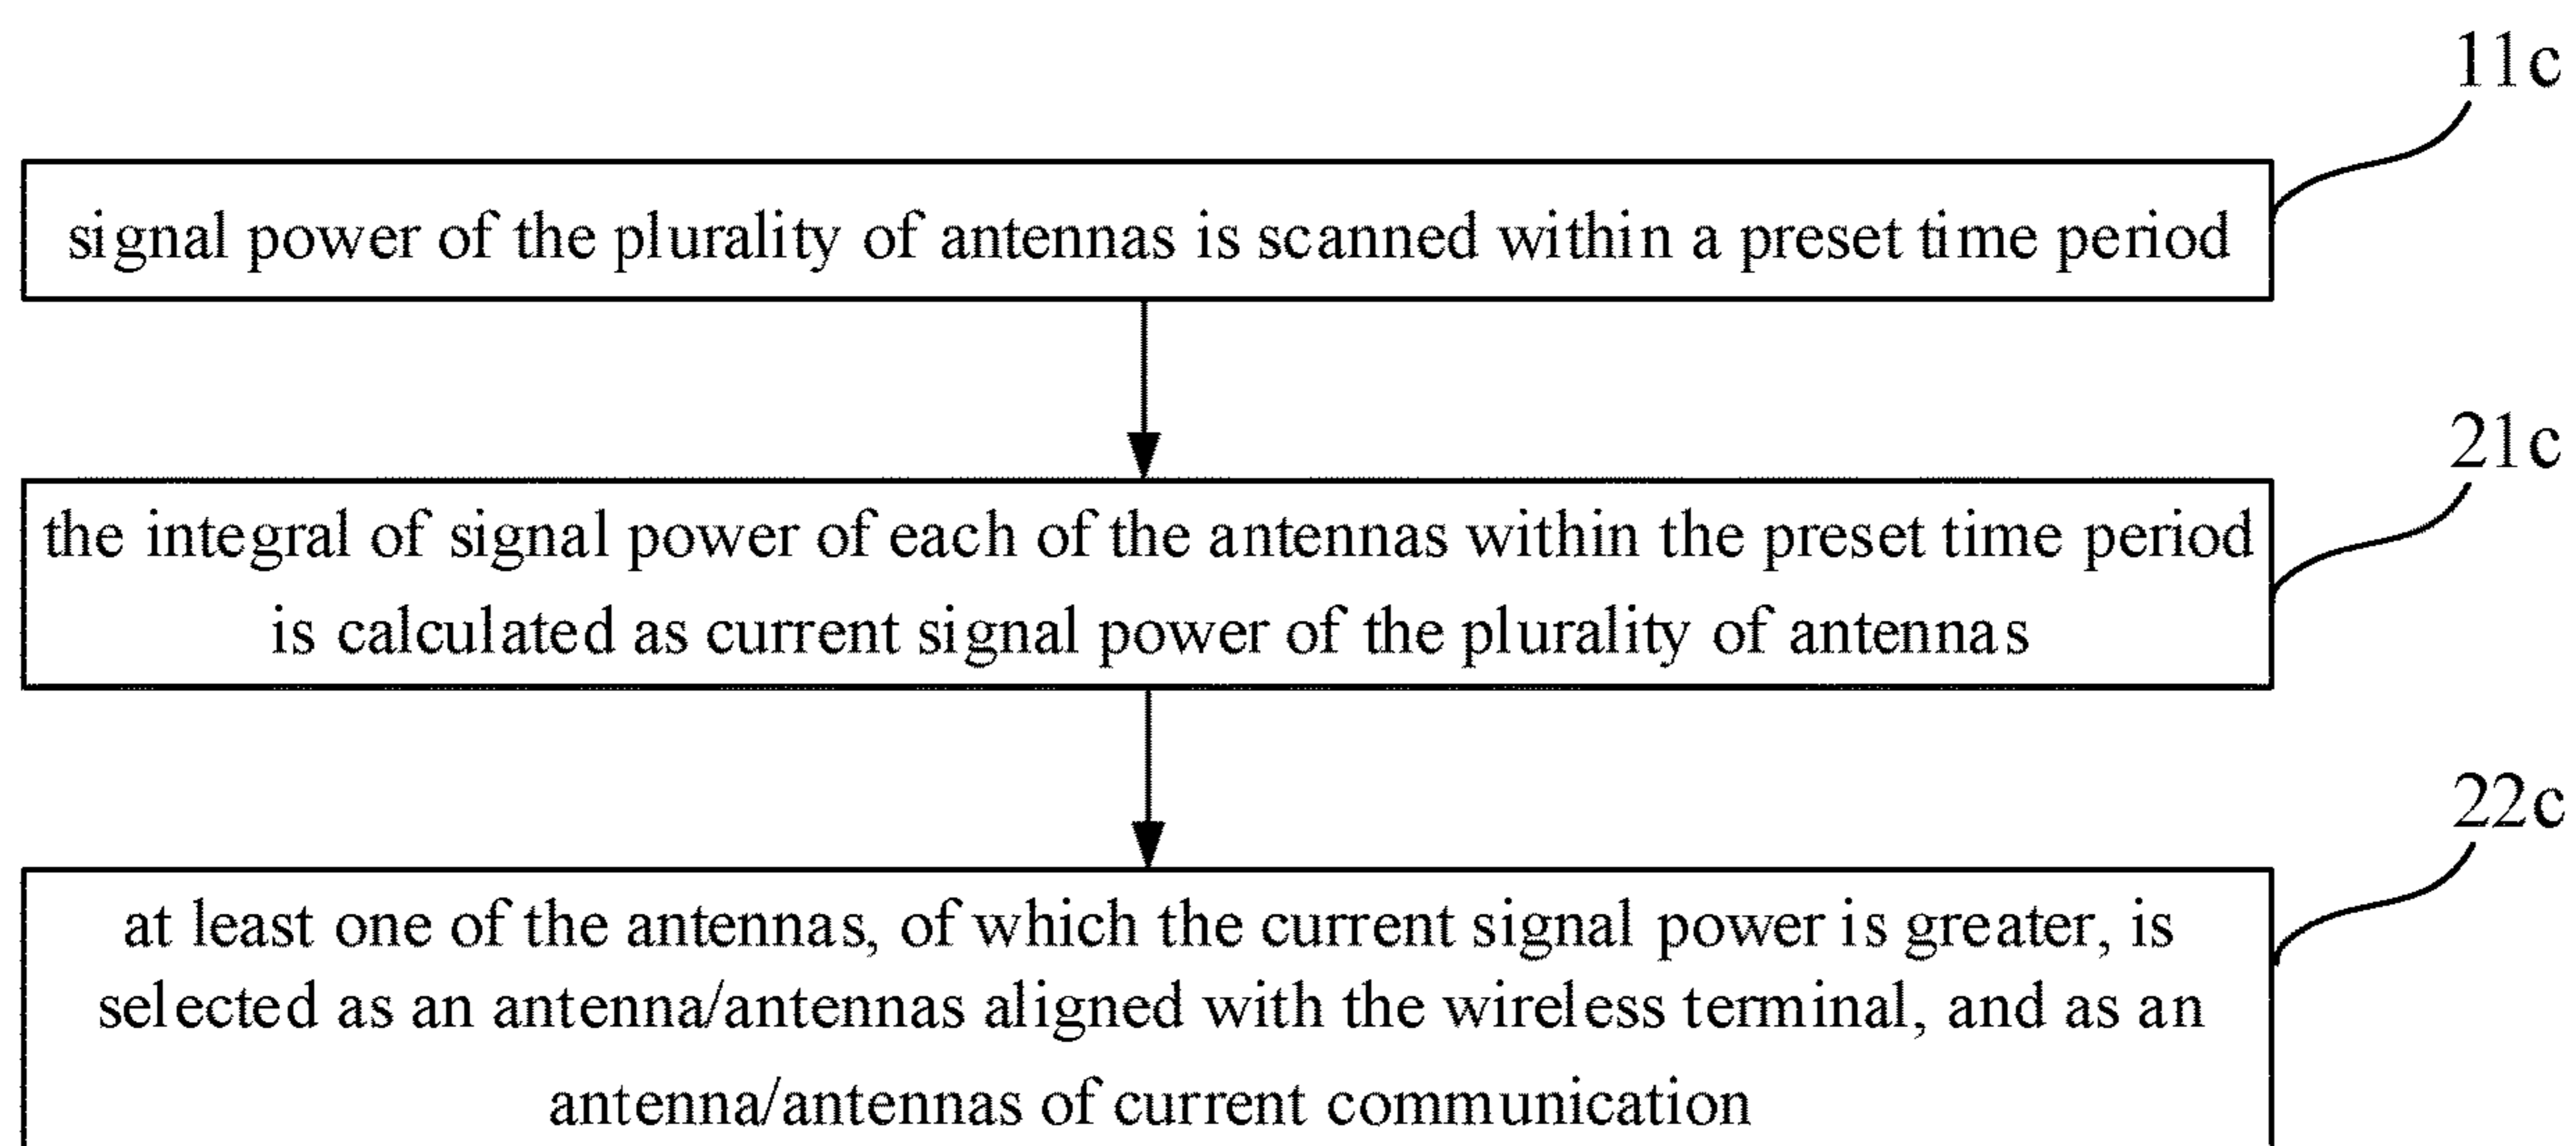 11c
signal power of the plurality of antennas is scanned within a preset time period
21c
the integral of signal power of each of the antennas within the preset time period
is calculated as current signal power of the plurality of antennas
22c
at least one of the antennas, of which the current signal power is greater, is
selected as an antenna/antennas aligned with the wireless terminal, and as an
antenna/antennas of current communication